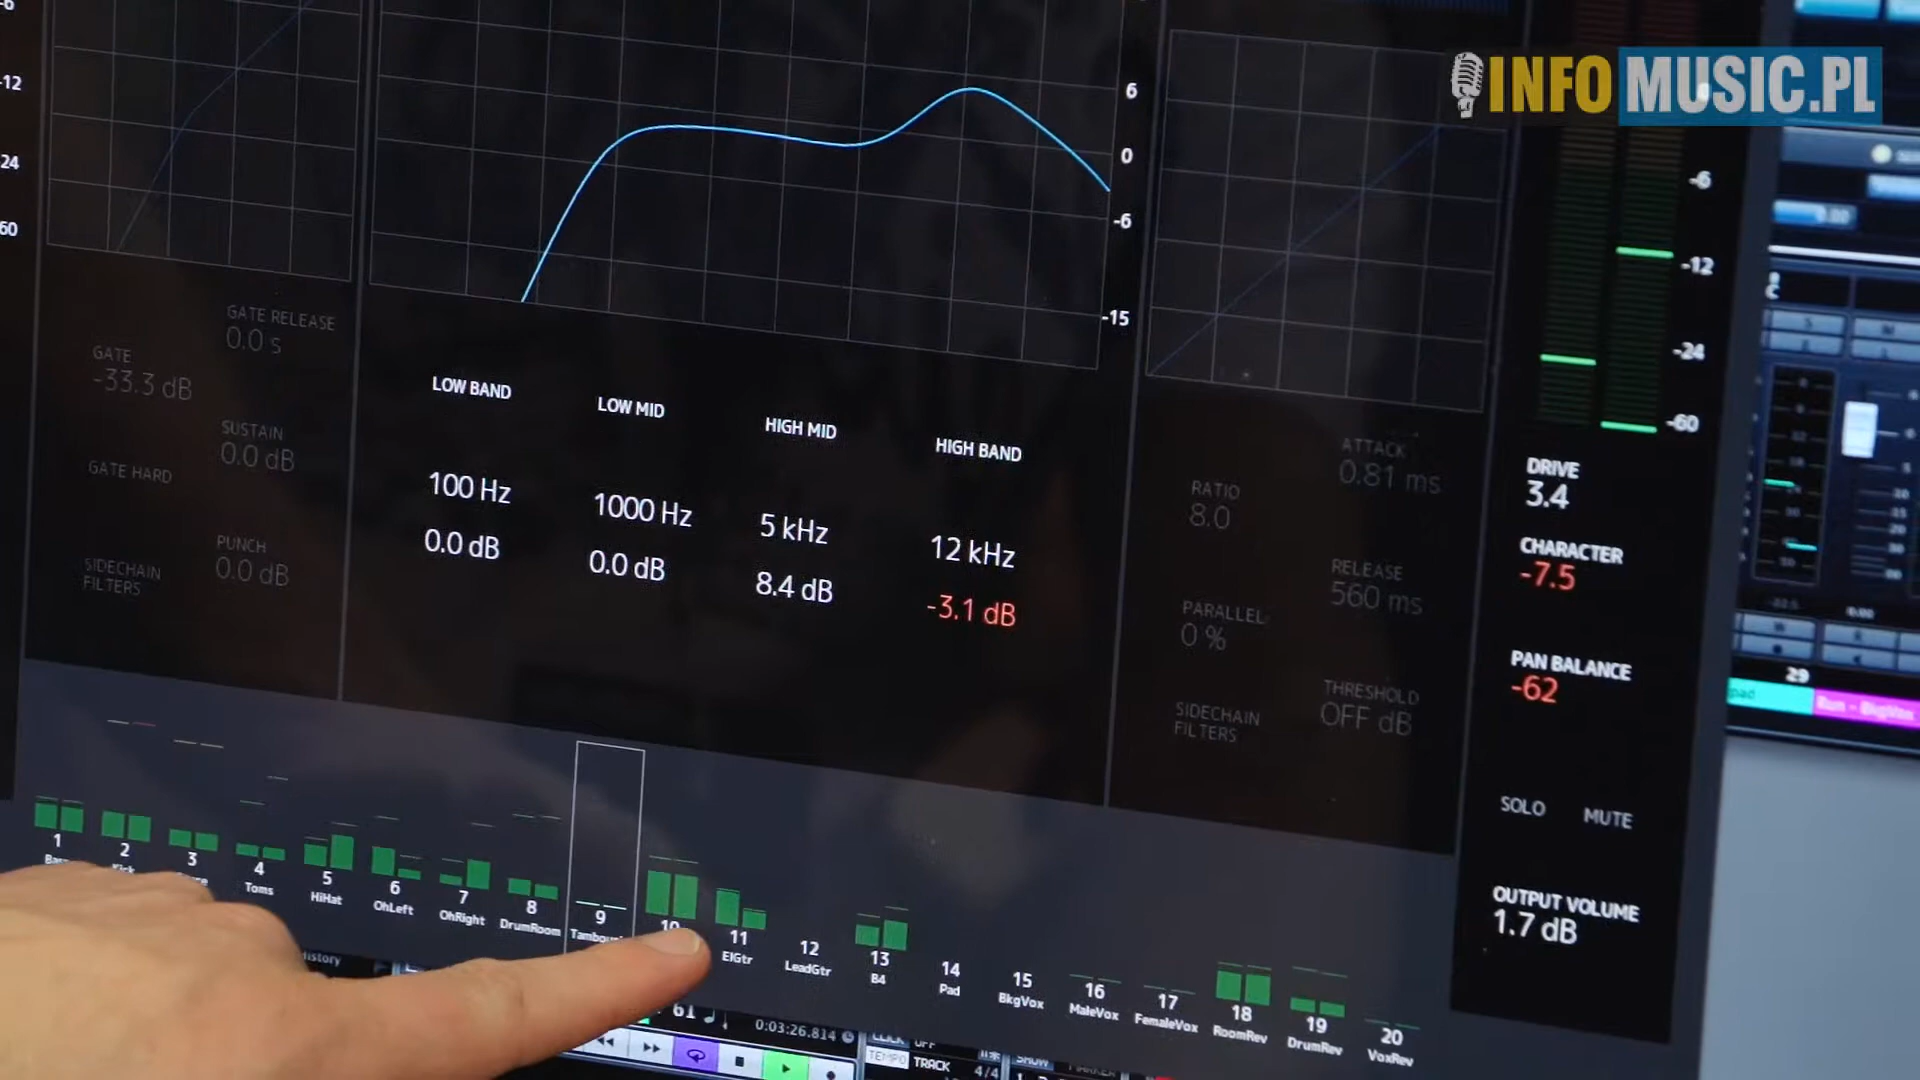 INFO MUSIC.PL
-12
-24
-60
6
0
-6
-15
-6
-12
-24
-60
GATE RELEASE
0.0 s
GATE
-33.3 dB
SUSTAIN
0.0 dB
GATE HARD
PUNCH
0.0 dB
SIDECHAIN
FILTERS
LOW BAND LOW MID HIGH MID HIGH BAND
100 Hz 1000 Hz 5 kHz 12 kHz
0.0 dB 0.0 dB 8.4 dB -3.1 dB
ATTACK
0.81 ms
RATIO
8.0
RELEASE
560 ms
PARALLEL
0 %
THRESHOLD
OFF dB
SIDECHAIN
FILTERS
DRIVE
3.4
CHARACTER
-7.5
PAN BALANCE
-62
SOLO MUTE
OUTPUT VOLUME
1.7 dB
1 2 3 4 5 6 7 8 9 10 11 12 13 14 15 16 17 18 19 20
Toms HiHat OhLeft OhRight DrumRoom ElGtr LeadGtr B4 Pad BkgVox MaleVox FemaleVox RoomRev DrumRev VoxRev
29
pad
61
0:03:26.814
TEMPO TRACK 4/4
SHOW